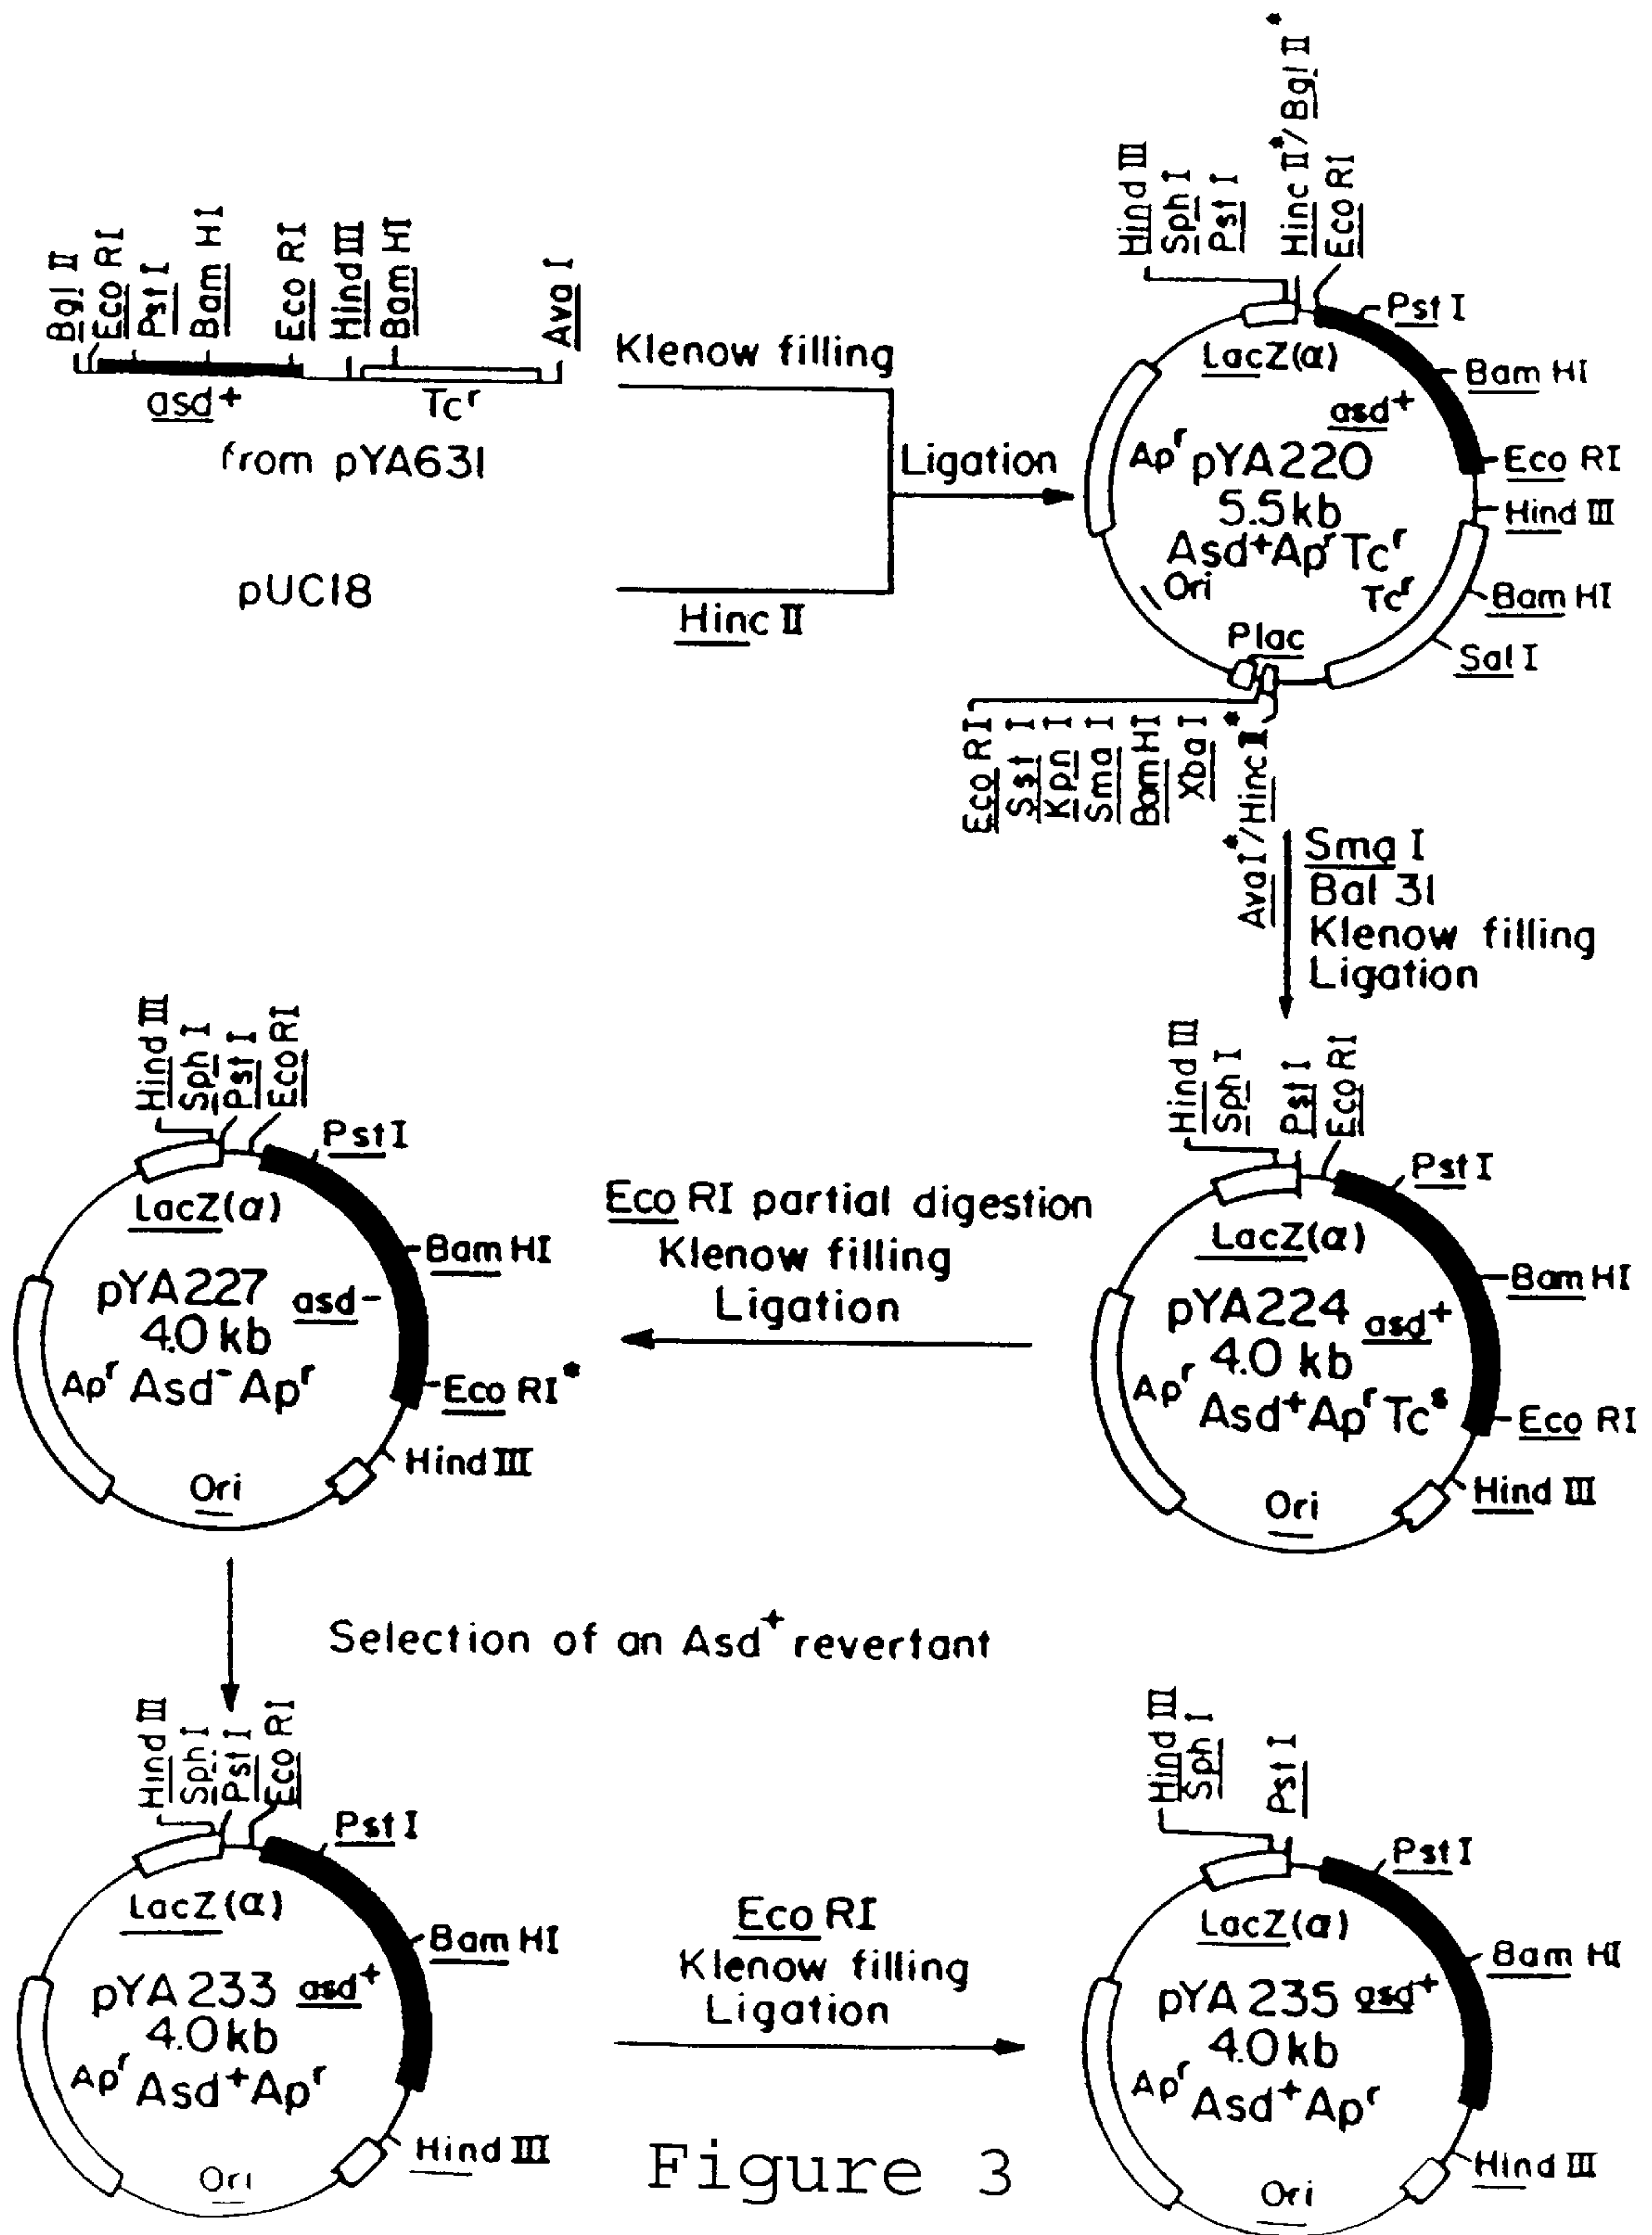 Bgl II
Eco RI
Pst I
Bam HI
Eco RI
Hind III
Bam HI
Ava I
asd+
Tcr
from pYA631
pUC18
Klenow filling
Hinc II
Ligation
Hind III
Sph I
Pst I
Hinc II*/Bgl II*
Eco RI
Pst I
Bam HI
Eco RI
Hind III
Bam HI
Sal I
LacZ(α)
asd+
Apr
pYA220
5.5kb
Asd+AprTcr
Ori
Tcr
Plac
Eco RI
Sst I
Kpn I
Sma I
Bam HI
Xba I
Ava I*/Hinc II*
Sma I
Bal 31
Klenow filling
Ligation
Hind III
Sph I
Pst I
Eco RI
Pst I
Bam HI
Eco RI
Hind III
LacZ(α)
pYA224 asd+
4.0 kb
Apr
Asd+AprTcs
Ori
Eco RI partial digestion
Klenow filling
Ligation
Hind III
Sph I
Pst I
Eco RI
Pst I
Bam HI
Eco RI*
Hind III
LacZ(α)
pYA227 asd-
4.0 kb
Apr Asd-Apr
Ori
Selection of an Asd+ revertant
Hind III
Sph I
Pst I
Eco RI
Pst I
Bam HI
Hind III
LacZ(α)
pYA233 asd+
4.0kb
Apr Asd+Apr
Ori
Eco RI
Klenow filling
Ligation
Hind III
Sph I
Pst I
Pst I
Bam HI
Hind III
LacZ(α)
pYA235 asd+
4.0kb
Apr Asd+Apr
Ori
Figure 3